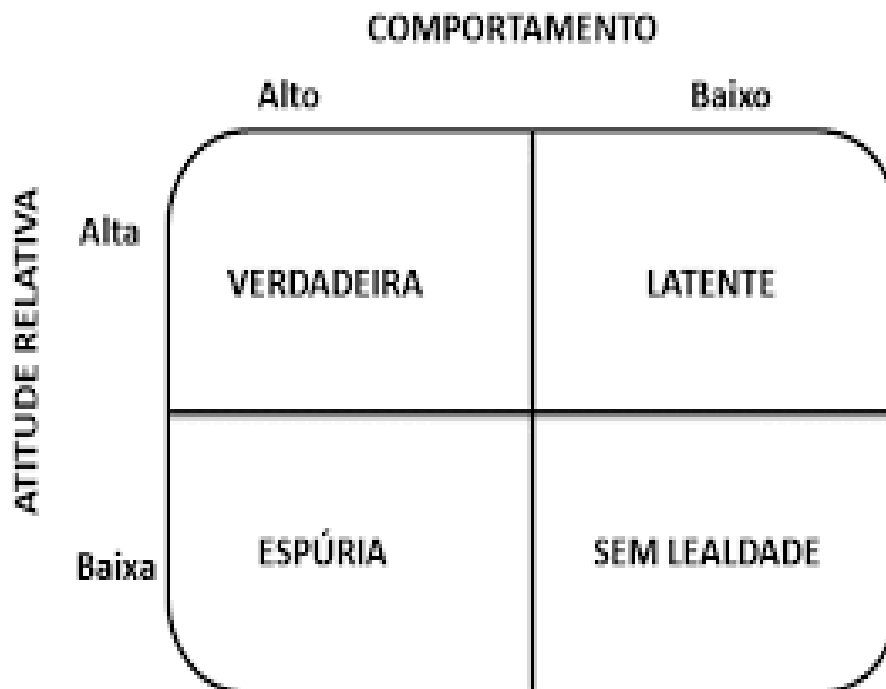 COMPORTAMENTO
Alto Baixo
ATITUDE RELATIVA
Alta
VERDADEIRA LATENTE
Baixa
ESPÚRIA SEM LEALDADE